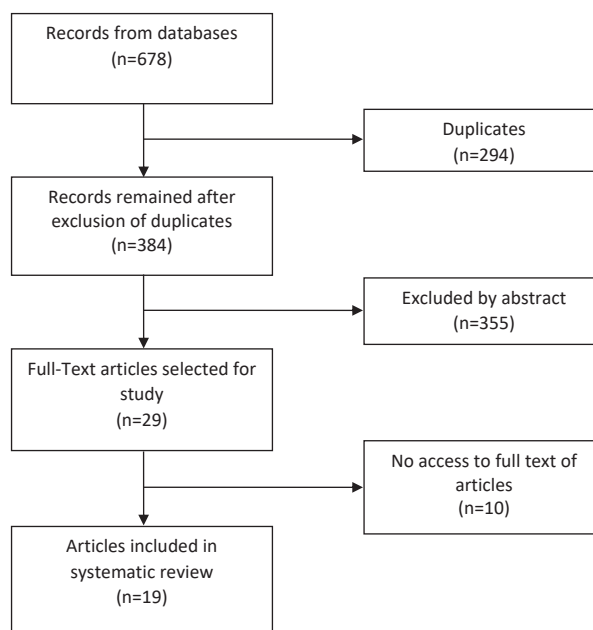 Records from databases
(n=678)
Duplicates
(n=294)
Records remained after
exclusion of duplicates
(n=384)
Excluded by abstract
(n=355)
Full-Text articles selected for
study
(n=29)
No access to full text of
articles
(n=10)
Articles included in
systematic review
(n=19)